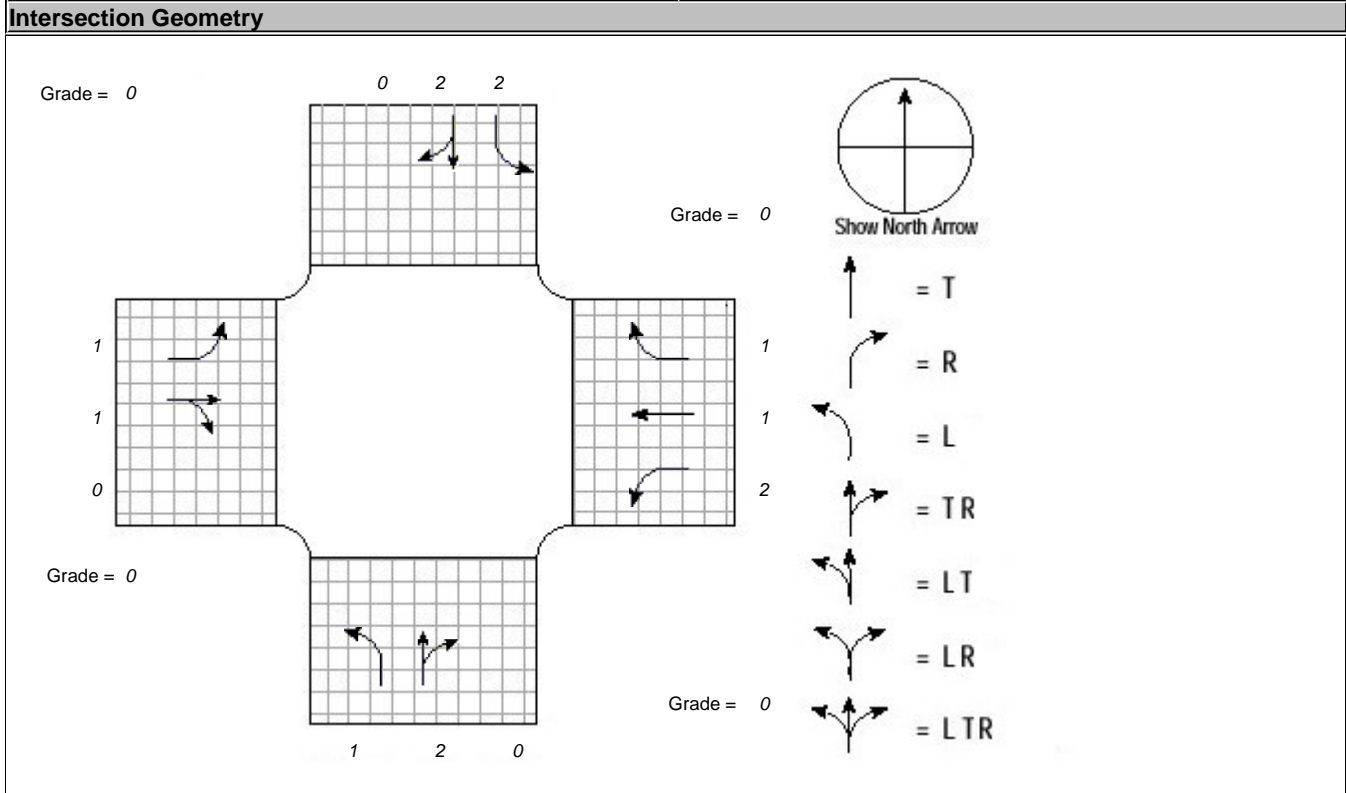 Intersection Geometry
Grade = 0
0 2 2
Grade = 0
Show North Arrow
= T
1
1
= R
1
1
= L
0
2
= TR
Grade = 0
= LT
= LR
Grade = 0
= LTR
1 2 0